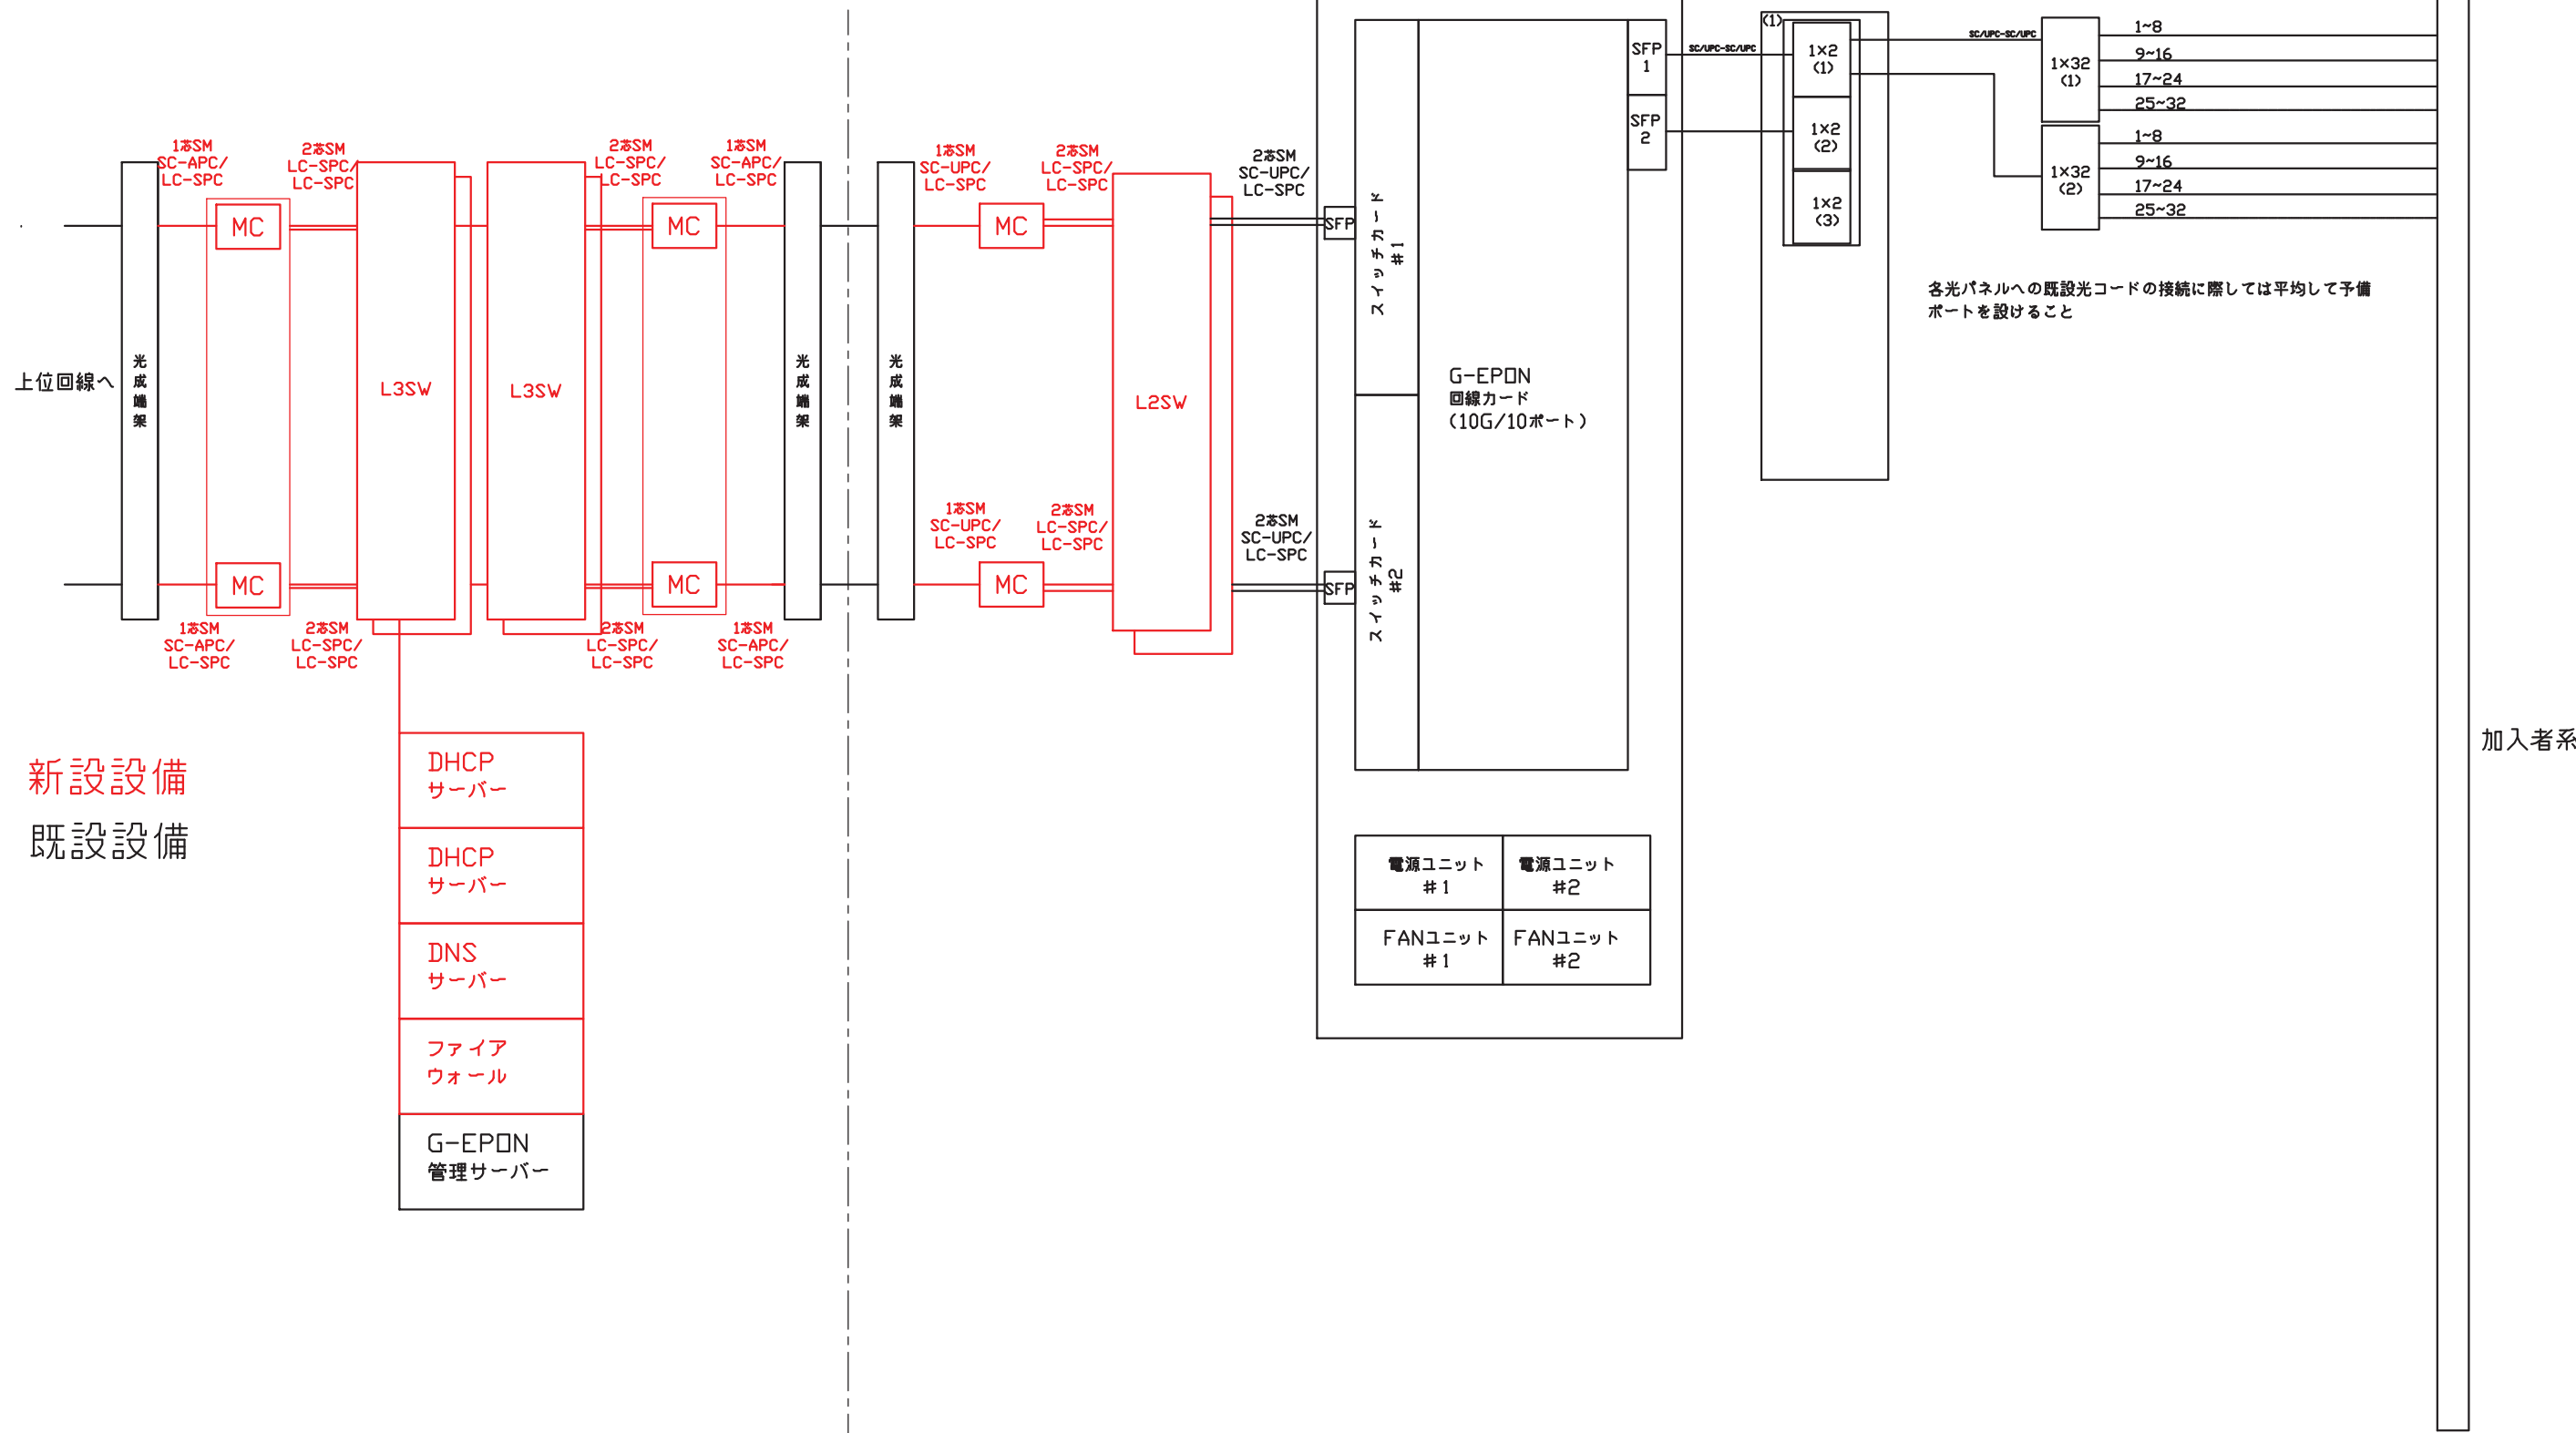 1芯SM
SC-APC/
LC-SPC
2芯SM
LC-SPC/
LC-SPC
2芯SM
LC-SPC/
LC-SPC
1芯SM
SC-APC/
LC-SPC
1芯SM
SC-UPC/
LC-SPC
2芯SM
LC-SPC/
LC-SPC
2芯SM
SC-UPC/
LC-SPC
MC
MC
MC
SFP
上位回線へ
光成端架
L3SW
L3SW
光成端架
光成端架
L2SW
1芯SM
SC-UPC/
LC-SPC
2芯SM
LC-SPC/
LC-SPC
2芯SM
SC-UPC/
LC-SPC
MC
MC
MC
SFP
1芯SM
SC-APC/
LC-SPC
2芯SM
LC-SPC/
LC-SPC
2芯SM
LC-SPC/
LC-SPC
1芯SM
SC-APC/
LC-SPC
スイッチカード
#1
スイッチカード
#2
G-EPON
回線カード
(10G/10ポート)
SFP
1
SFP
2
SC/UPC-SC/UPC
(1)
1×2
(1)
1×2
(2)
1×2
(3)
SC/UPC-SC/UPC
1×32
(1)
1~8
9~16
17~24
25~32
1×32
(2)
1~8
9~16
17~24
25~32
各光パネルへの既設光コードの接続に際しては平均して予備
ポートを設けること
加入者系
新設設備
既設設備
DHCP
サーバー
DHCP
サーバー
DNS
サーバー
ファイア
ウォール
G-EPON
管理サーバー
電源ユニット
#1
電源ユニット
#2
FANユニット
#1
FANユニット
#2